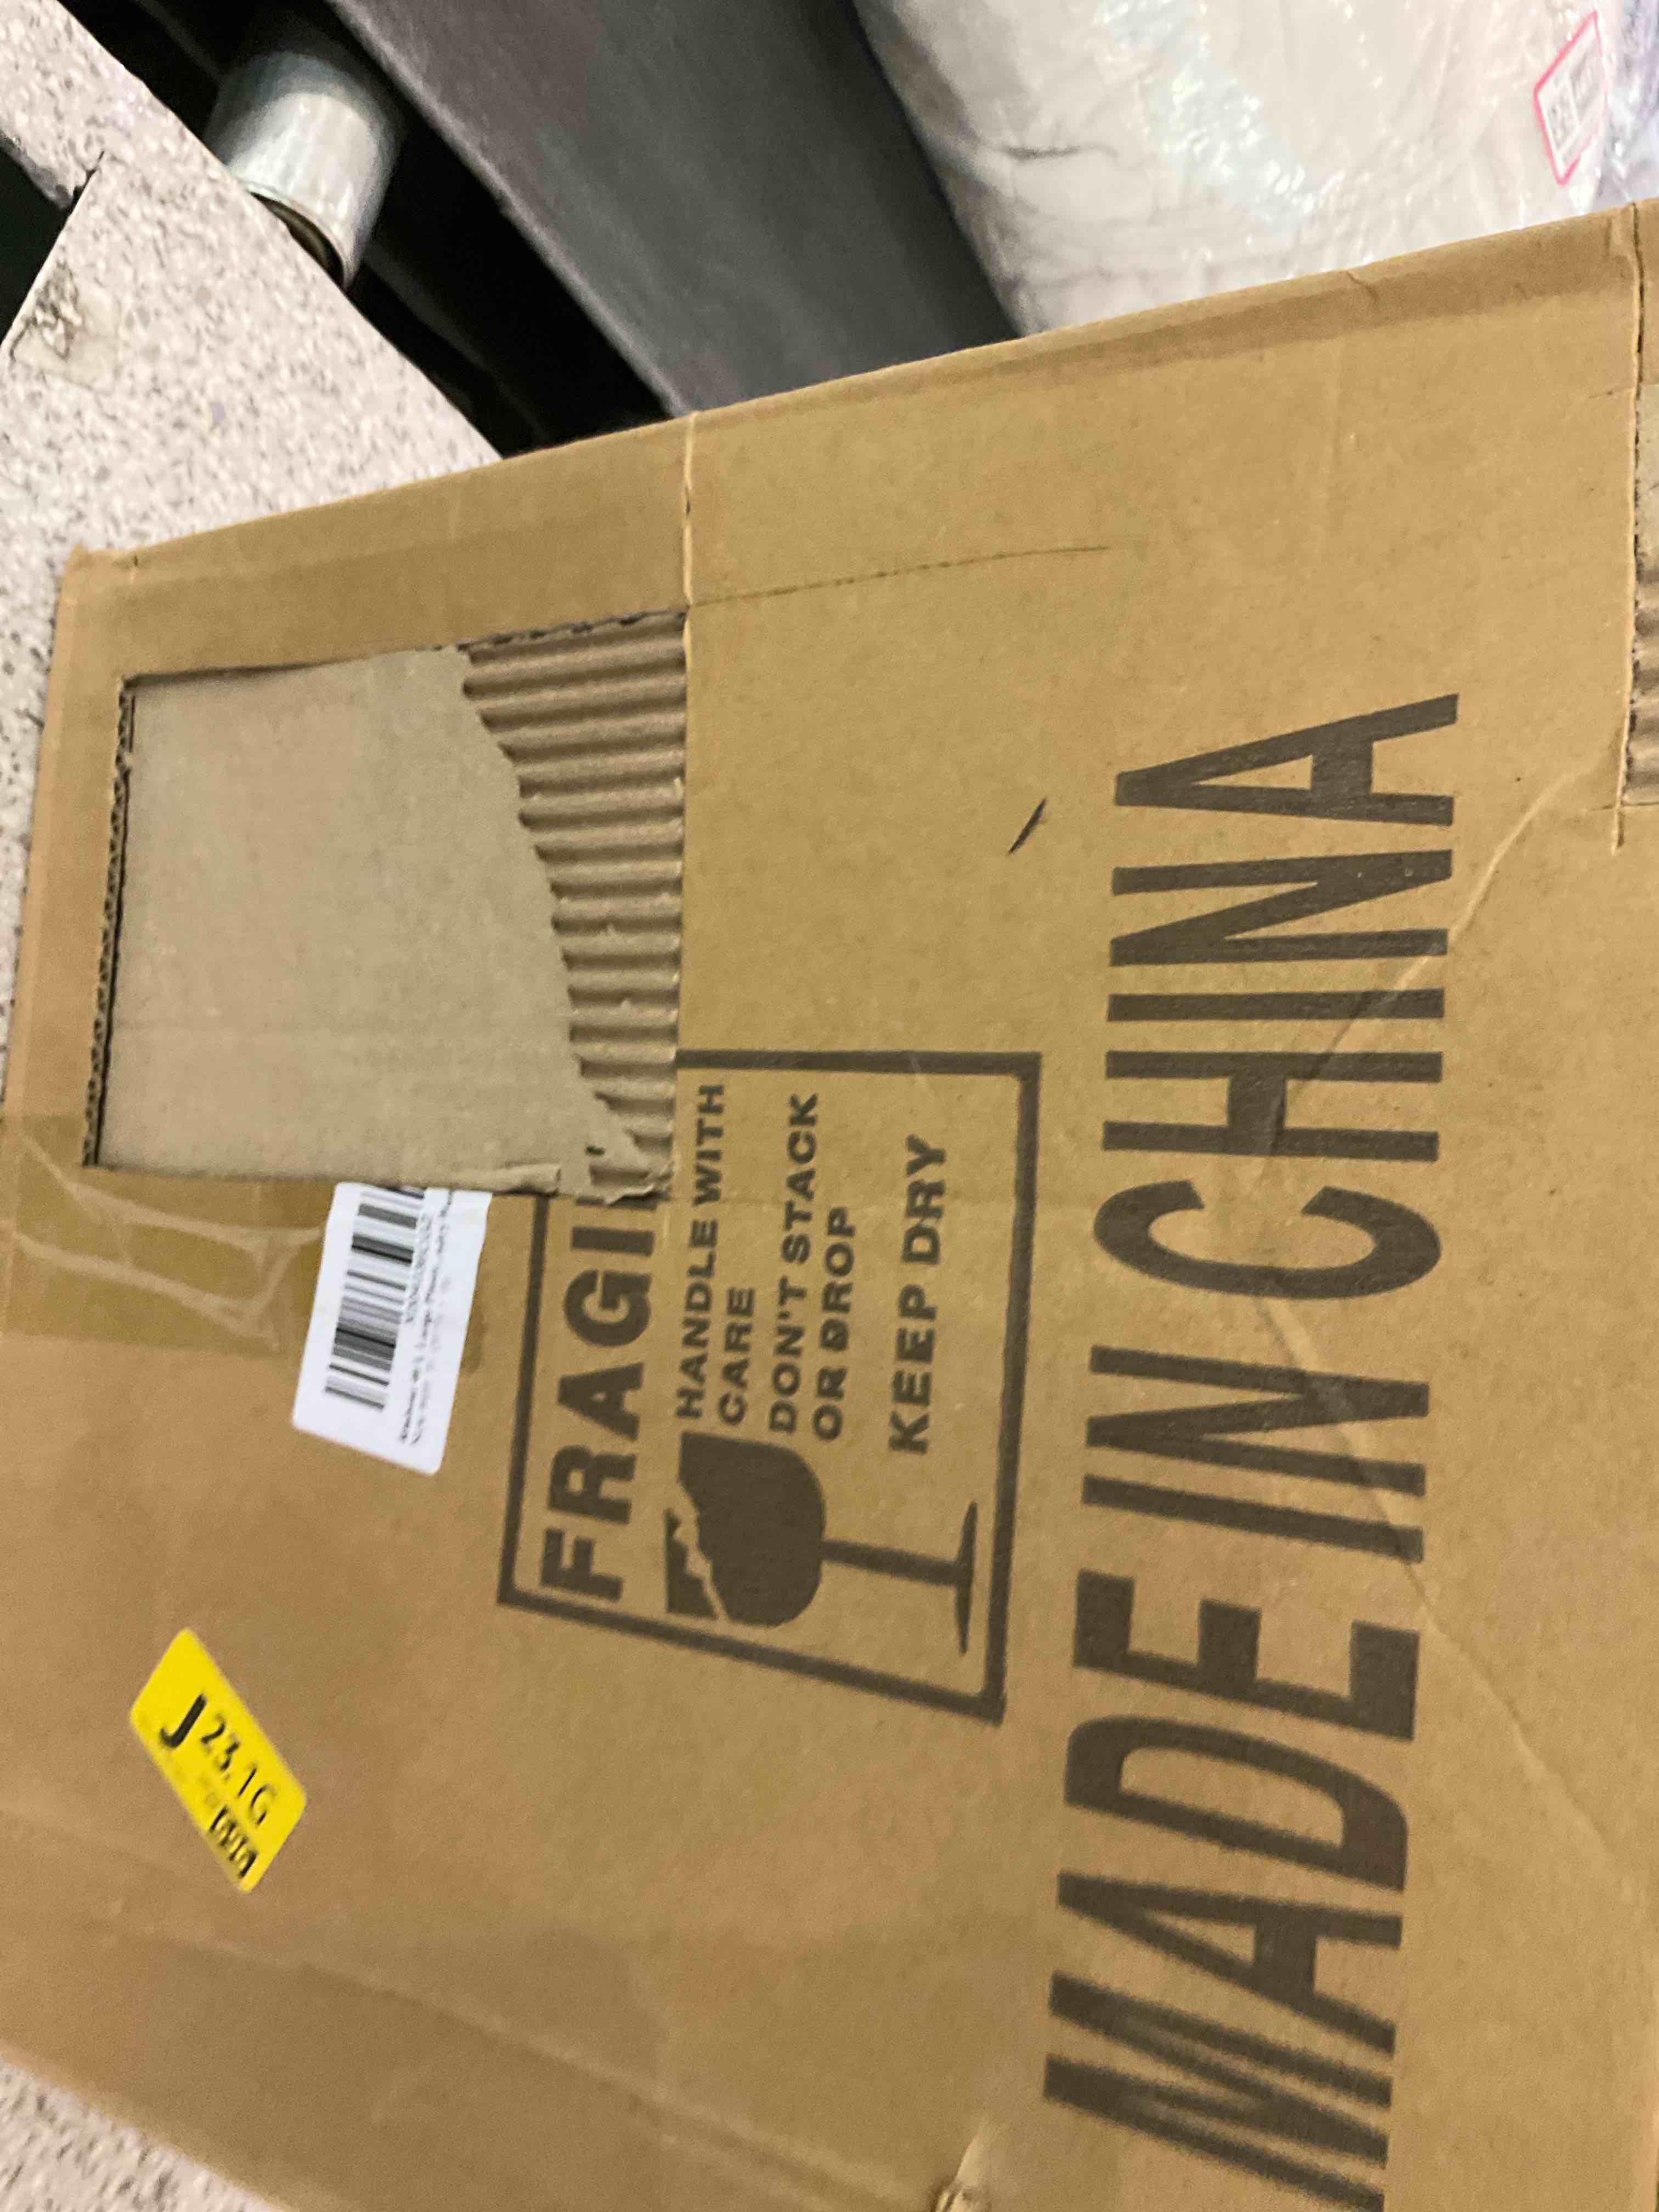 FRAGI
HANDLE WITH
CARE
DON'T STACK
OR DROP
KEEP DRY
MADE IN CHINA
J 23.1G